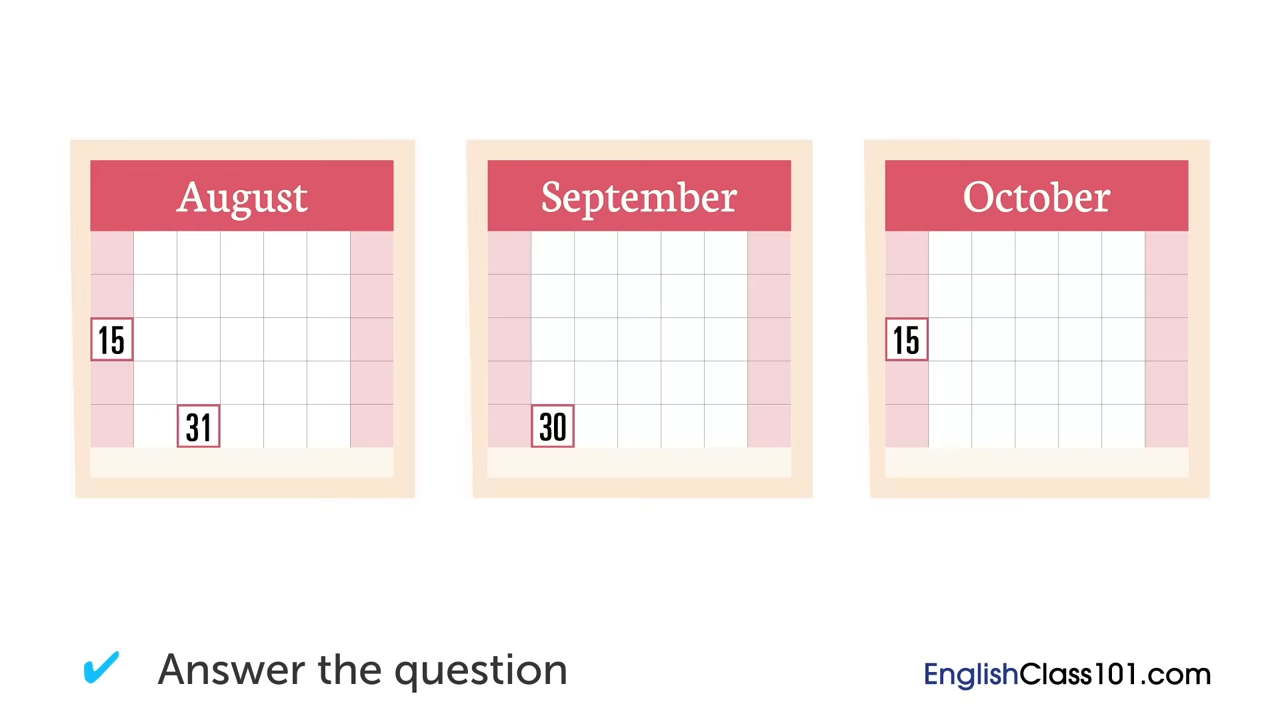 August
September
October
15
15
31
30
Answer the question
EnglishClass101.com